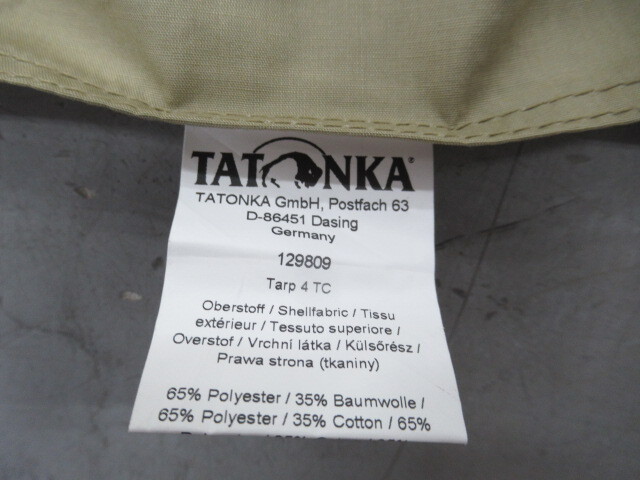 TATONKA
TATONKA GmbH, Postfach 63
D-86451 Dasing
Germany
129809
Tarp 4 TC
Oberstoff / Shellfabric / Tissu
extérieur / Tessuto superiore /
Overstof / Vrchní látka / Külsőrész /
Prawa strona (tkaniny)
65% Polyester / 35% Baumwolle /
65% Polyester / 35% Cotton / 65%